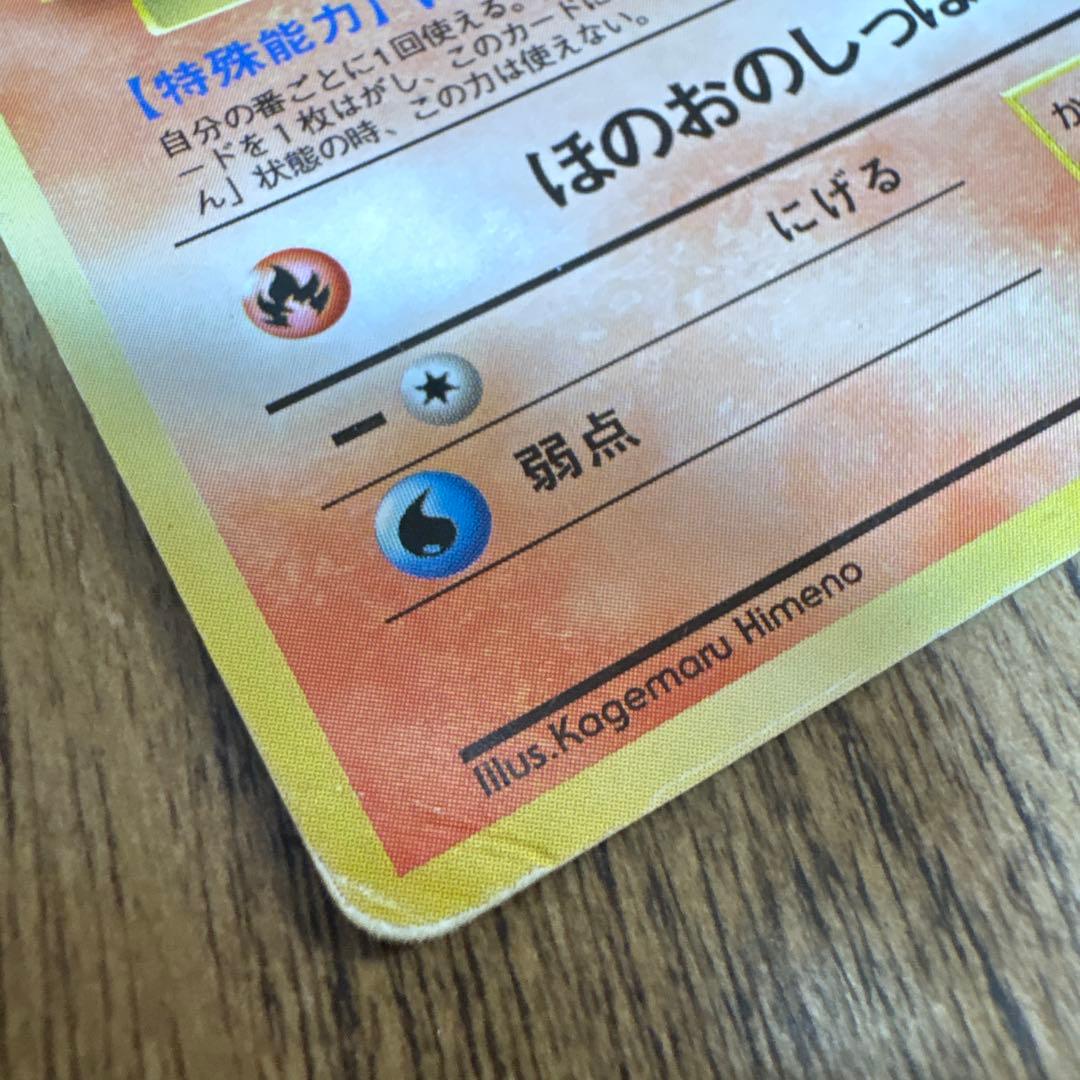 【特殊能力】
自分の番ごとに1回使える。
ードを1枚はがし、このカードに
ん」状態の時、この力は使えない。
ほのおのしっぽ
にげる
か
弱点
Illus.Kagemaru Himeno